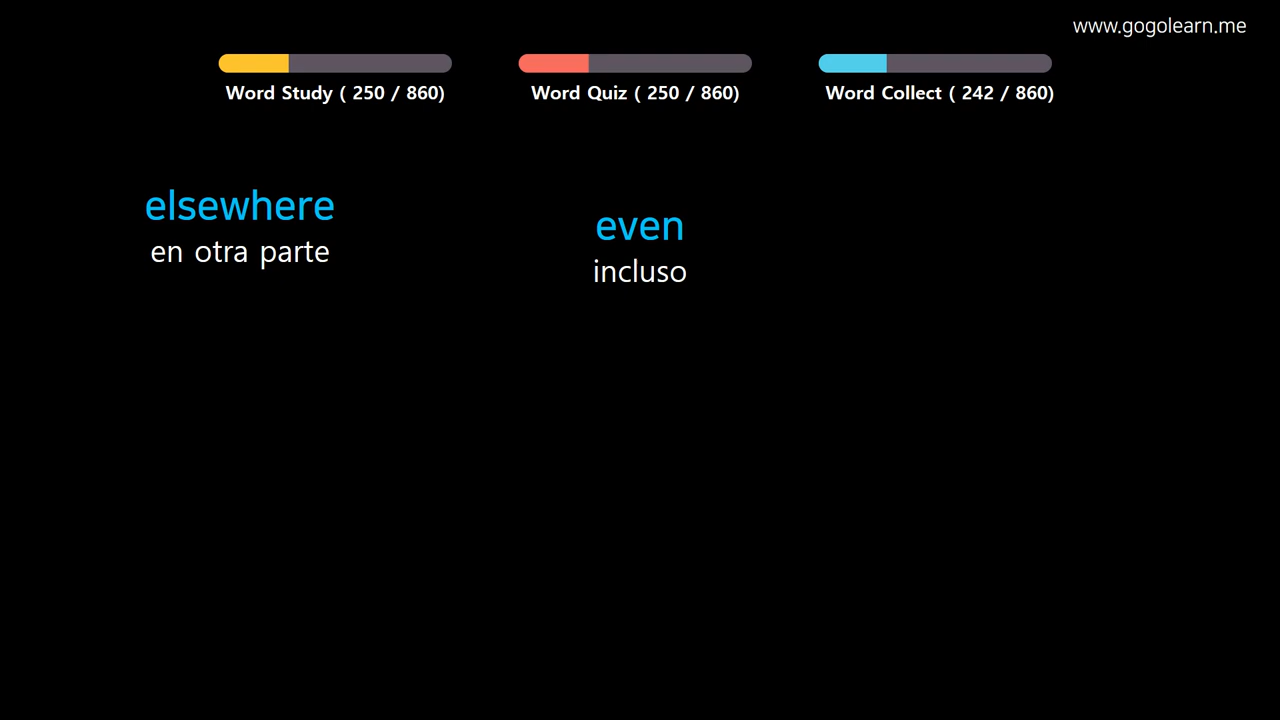 www.gogolearn.me
Word Study ( 250 / 860)
Word Quiz ( 250 / 860)
Word Collect ( 242 / 860)
elsewhere
en otra parte
even
incluso